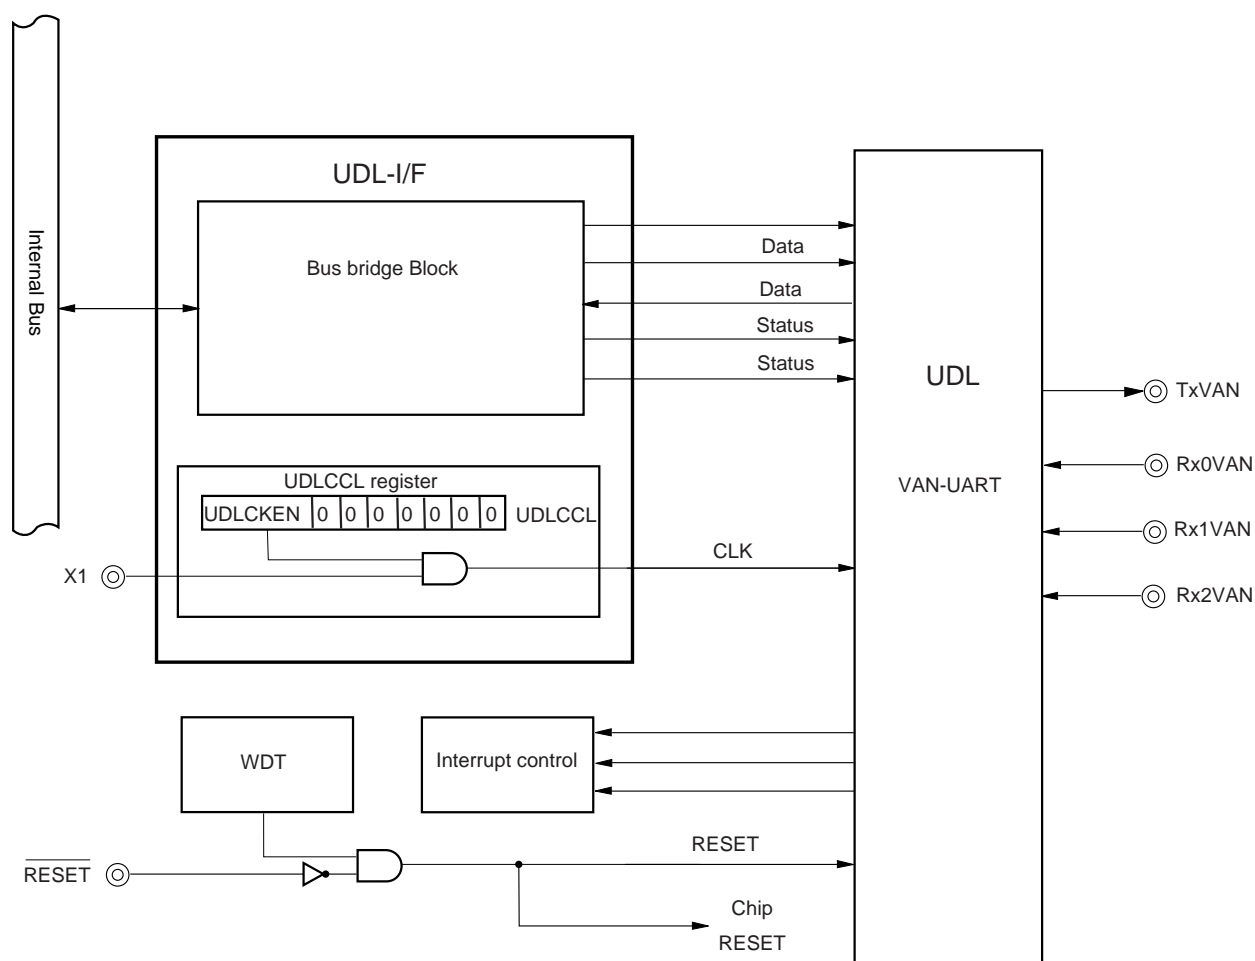 UDL-I/F
Internal Bus
Bus bridge Block
Data
Data
Status
Status
UDL
VAN-UART
TxVAN
Rx0VAN
Rx1VAN
Rx2VAN
UDLCCL register
UDLCKEN 0 0 0 0 0 0 0 UDLCCL
X1
CLK
WDT
Interrupt control
RESET
RESET
Chip
RESET